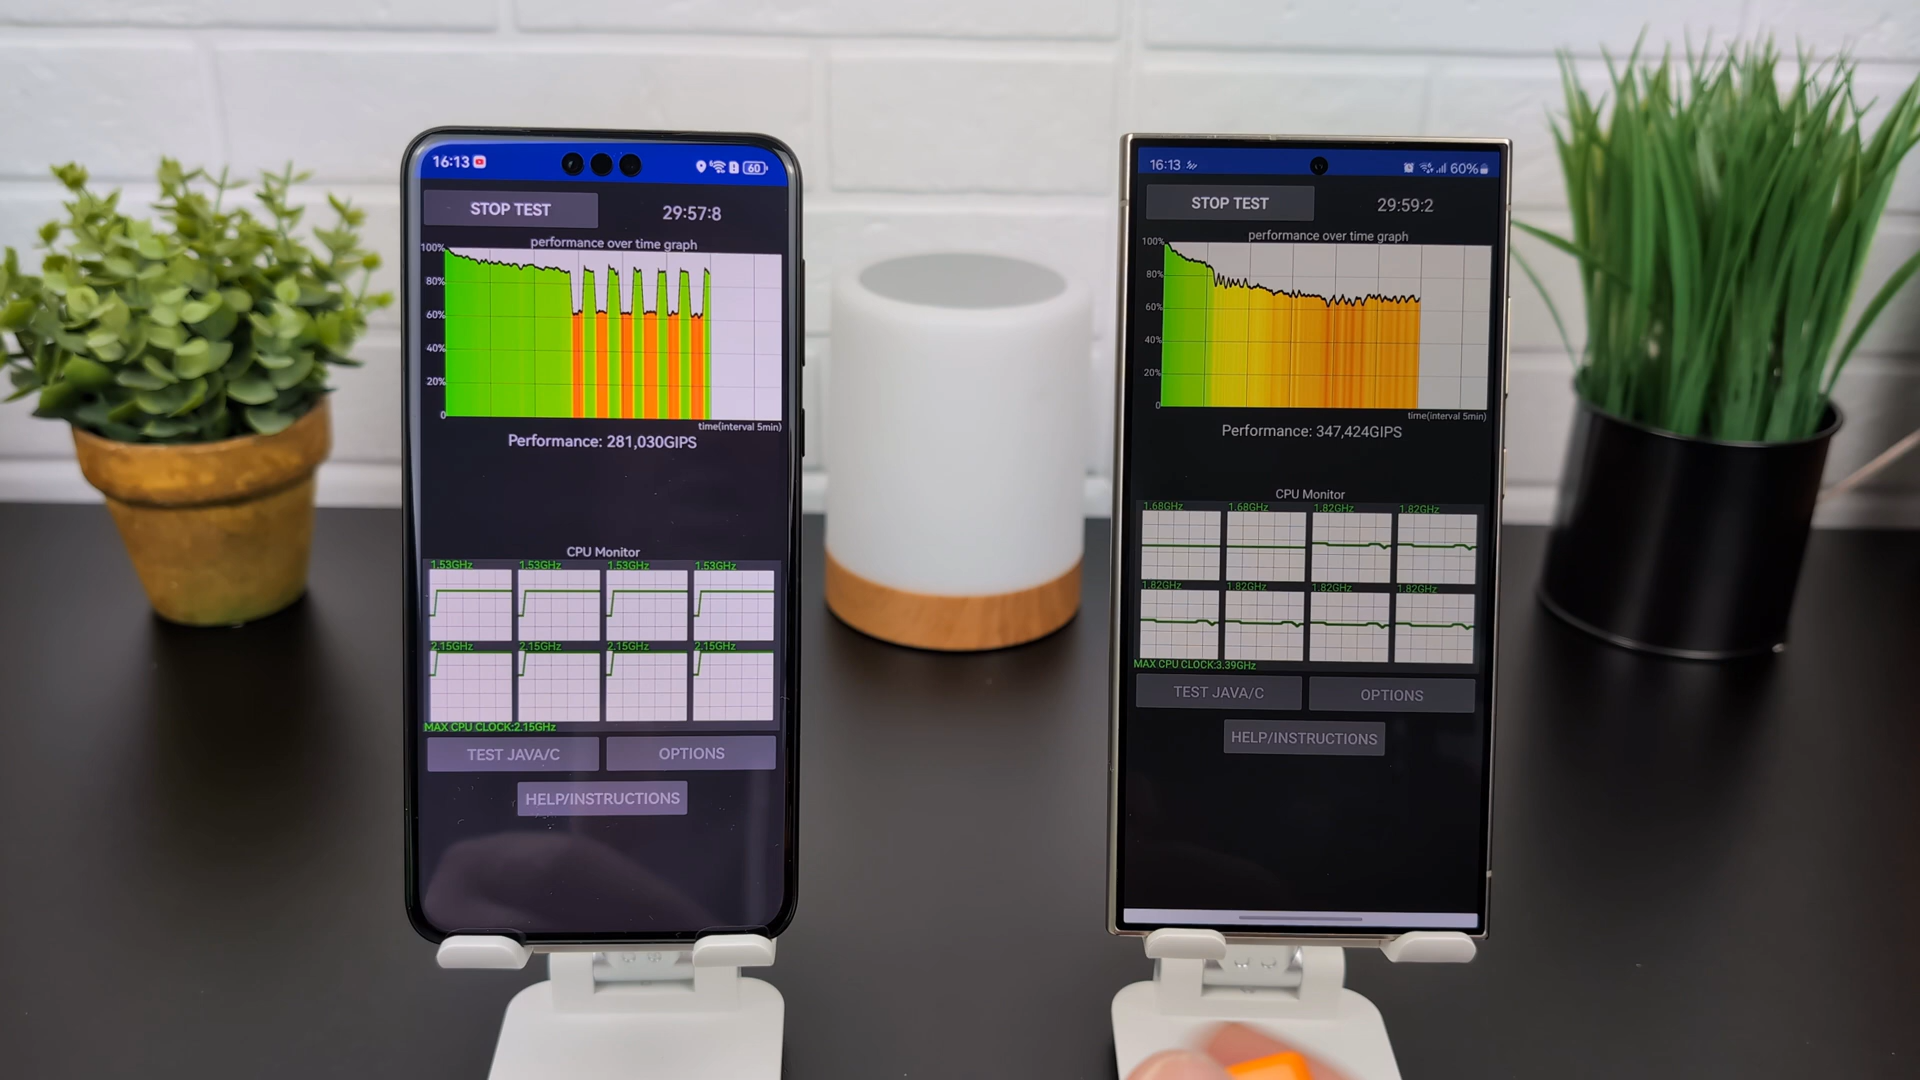 16:13
60
STOP TEST
29:57:8
performance over time graph
100%
80%
60%
40%
20%
0
time(interval 5min)
Performance: 281,030GIPS
CPU Monitor
1.53GHz 1.53GHz 1.53GHz 1.53GHz
2.15GHz 2.15GHz 2.15GHz 2.15GHz
MAX CPU CLOCK:2.15GHz
TEST JAVA/C
OPTIONS
HELP/INSTRUCTIONS
16:13
60%
STOP TEST
29:59:2
performance over time graph
100%
80%
60%
40%
20%
0
time(interval 5min)
Performance: 347,424GIPS
CPU Monitor
1.68GHz 1.68GHz 1.82GHz 1.82GHz
1.82GHz 1.82GHz 1.82GHz 1.82GHz
MAX CPU CLOCK:3.39GHz
TEST JAVA/C
OPTIONS
HELP/INSTRUCTIONS